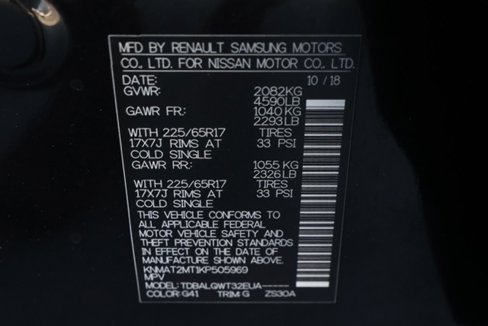 MFD BY RENAULT SAMSUNG MOTORS
CO., LTD. FOR NISSAN MOTOR CO., LTD.
DATE: 10 / 18
GVWR: 2082KG
4590LB
GAWR FR: 1040 KG
2293 LB
WITH 225/65R17 TIRES
17X7J RIMS AT 33 PSI
COLD SINGLE
GAWR RR: 1055 KG
2326 LB
WITH 225/65R17 TIRES
17X7J RIMS AT 33 PSI
COLD SINGLE
THIS VEHICLE CONFORMS TO
ALL APPLICABLE FEDERAL
MOTOR VEHICLE SAFETY AND
THEFT PREVENTION STANDARDS
IN EFFECT ON THE DATE OF
MANUFACTURE SHOWN ABOVE
KNMAT2MT1KP505969
MPV
MODEL: TDBALGWT32EUA-----
COLOR: G41 TRIM: G ZS30A